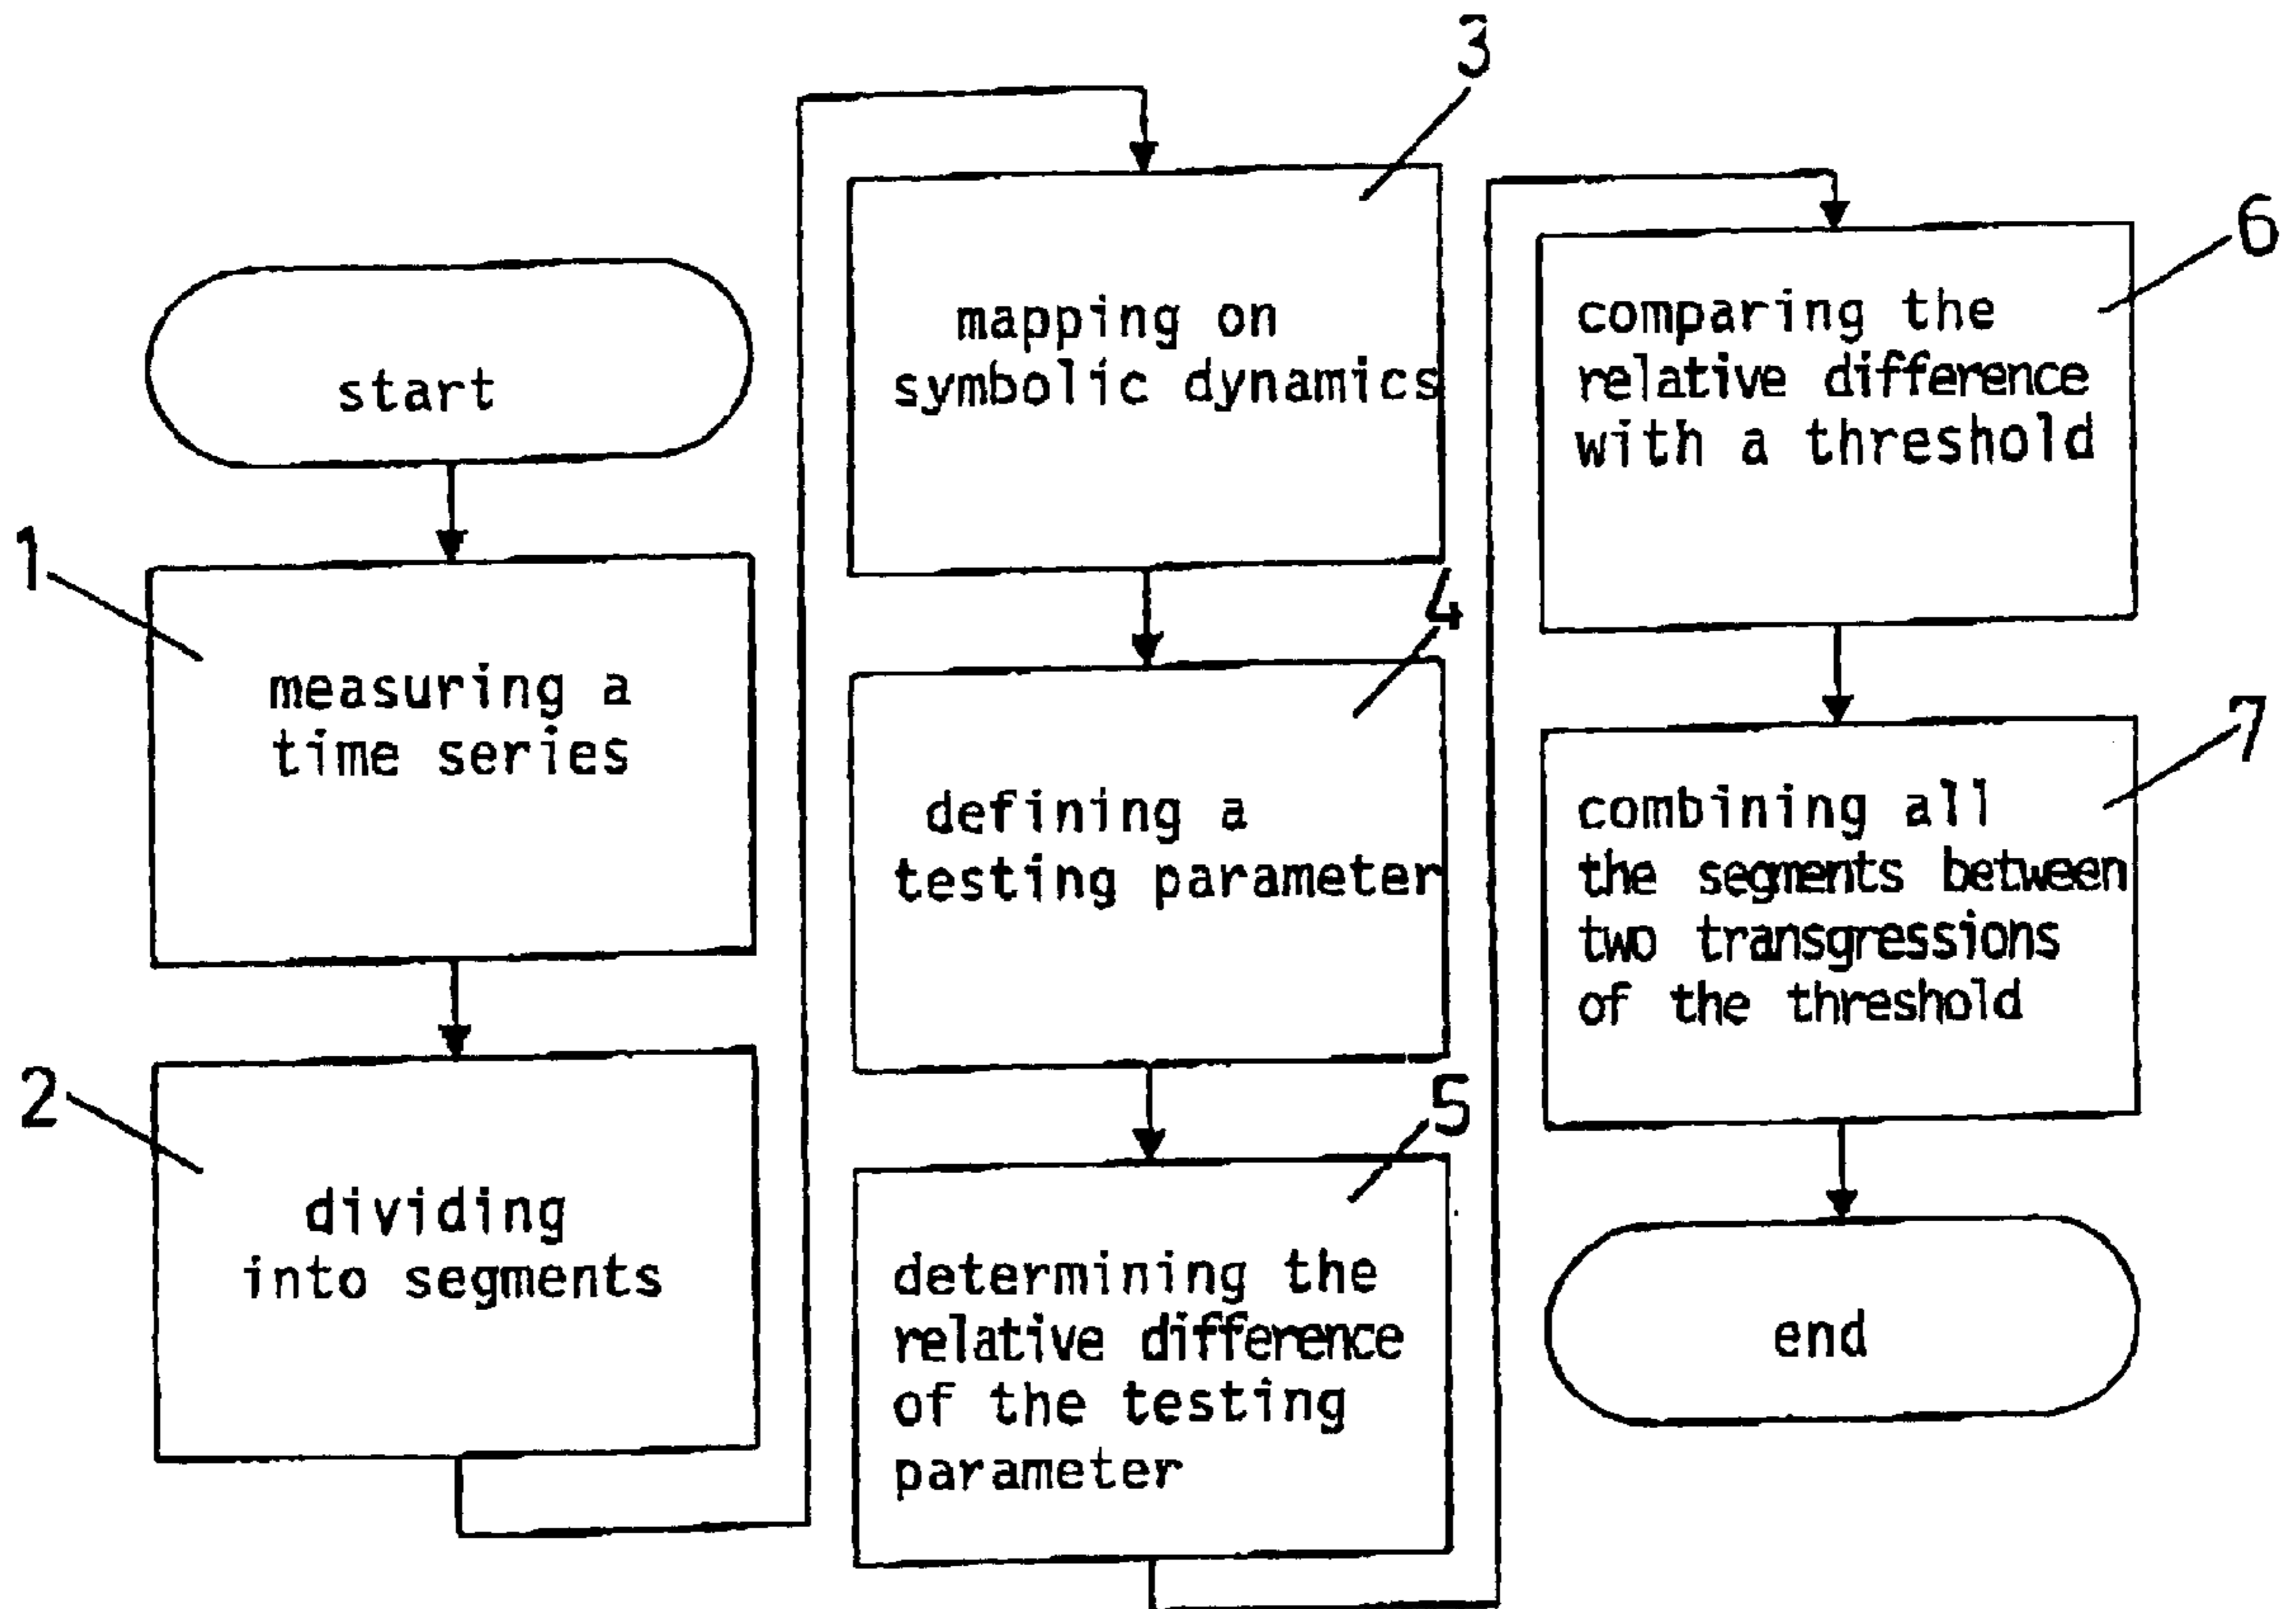 start
1
measuring a
time series
2
dividing
into segments
3
mapping on
symbolic dynamics
4
defining a
testing parameter
5
determining the
relative difference
of the testing
parameter
6
comparing the
relative difference
with a threshold
7
combining all
the segments between
two transgressions
of the threshold
end